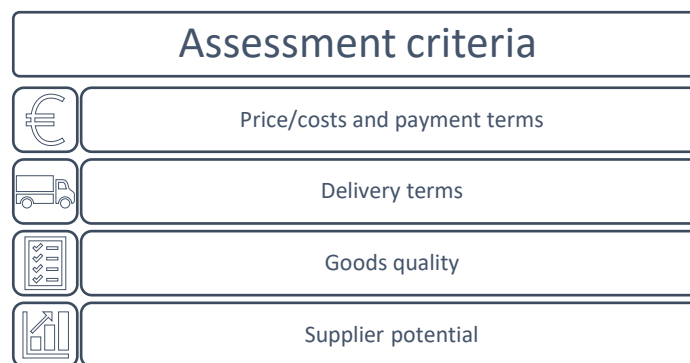 Assessment criteria
Price/costs and payment terms
Delivery terms
Goods quality
Supplier potential